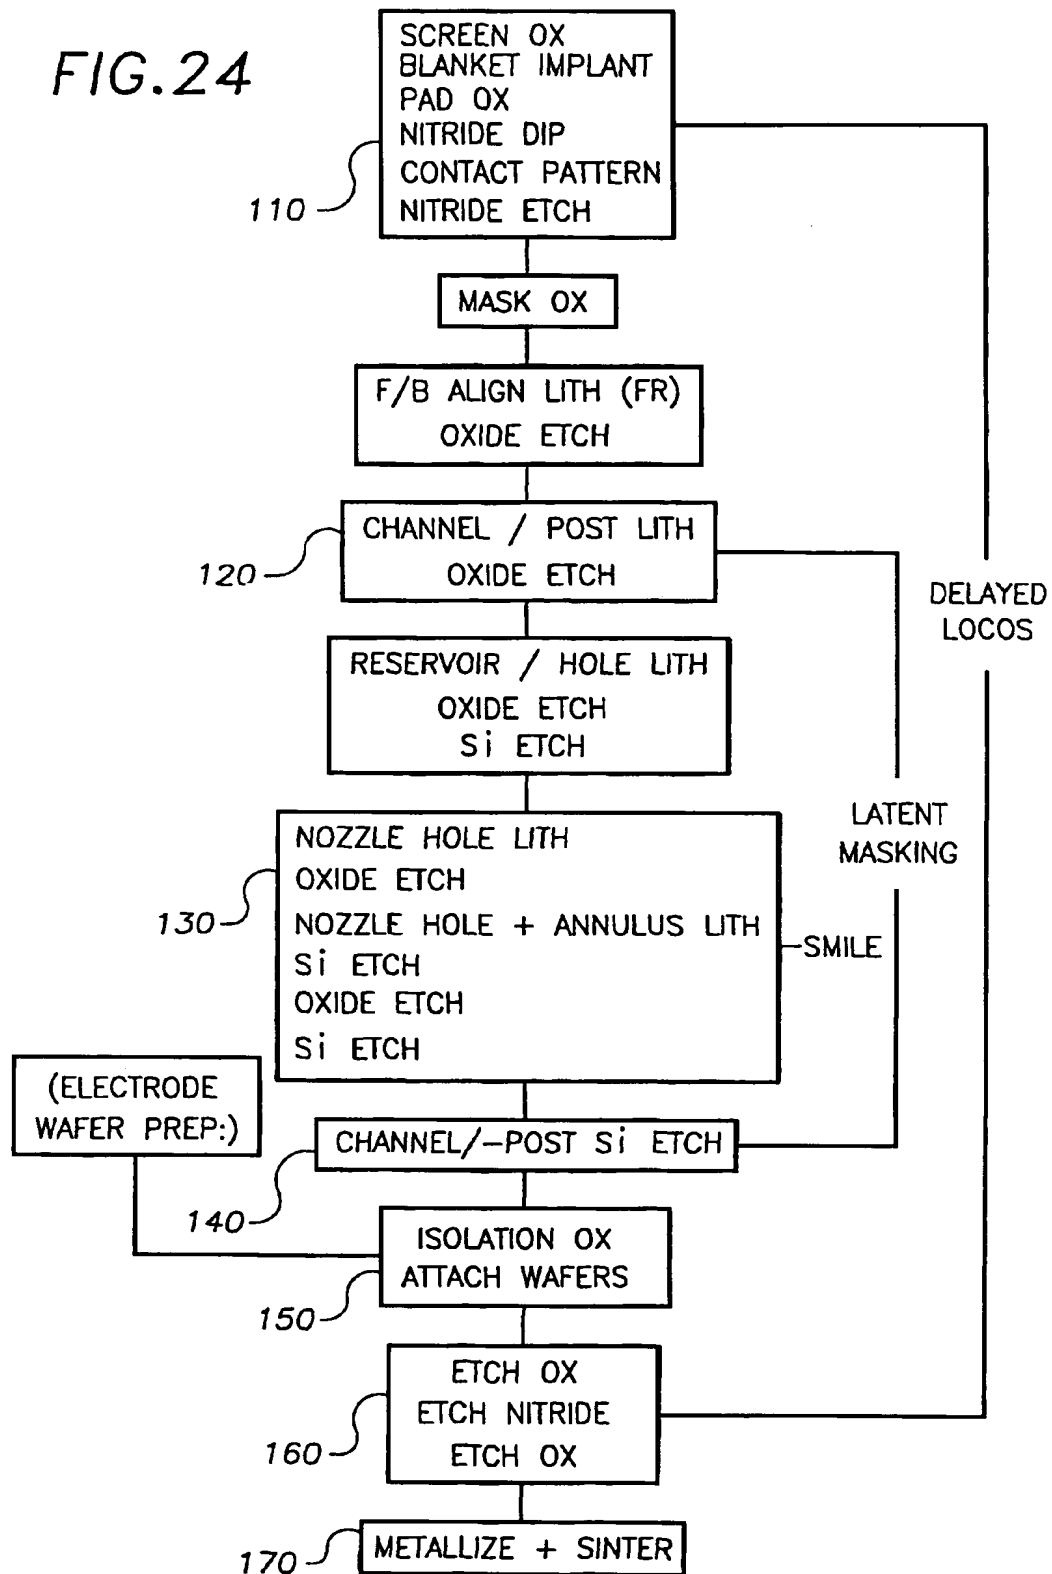 FIG.24
SCREEN OX
BLANKET IMPLANT
PAD OX
NITRIDE DIP
CONTACT PATTERN
NITRIDE ETCH
110
MASK OX
F/B ALIGN LITH (FR)
OXIDE ETCH
CHANNEL / POST LITH
OXIDE ETCH
120
DELAYED
LOCOS
RESERVOIR / HOLE LITH
OXIDE ETCH
Si ETCH
LATENT
MASKING
NOZZLE HOLE LITH
OXIDE ETCH
NOZZLE HOLE + ANNULUS LITH
Si ETCH
OXIDE ETCH
Si ETCH
130
SMILE
(ELECTRODE
WAFER PREP:)
CHANNEL/-POST Si ETCH
140
ISOLATION OX
ATTACH WAFERS
150
ETCH OX
ETCH NITRIDE
ETCH OX
160
METALLIZE + SINTER
170